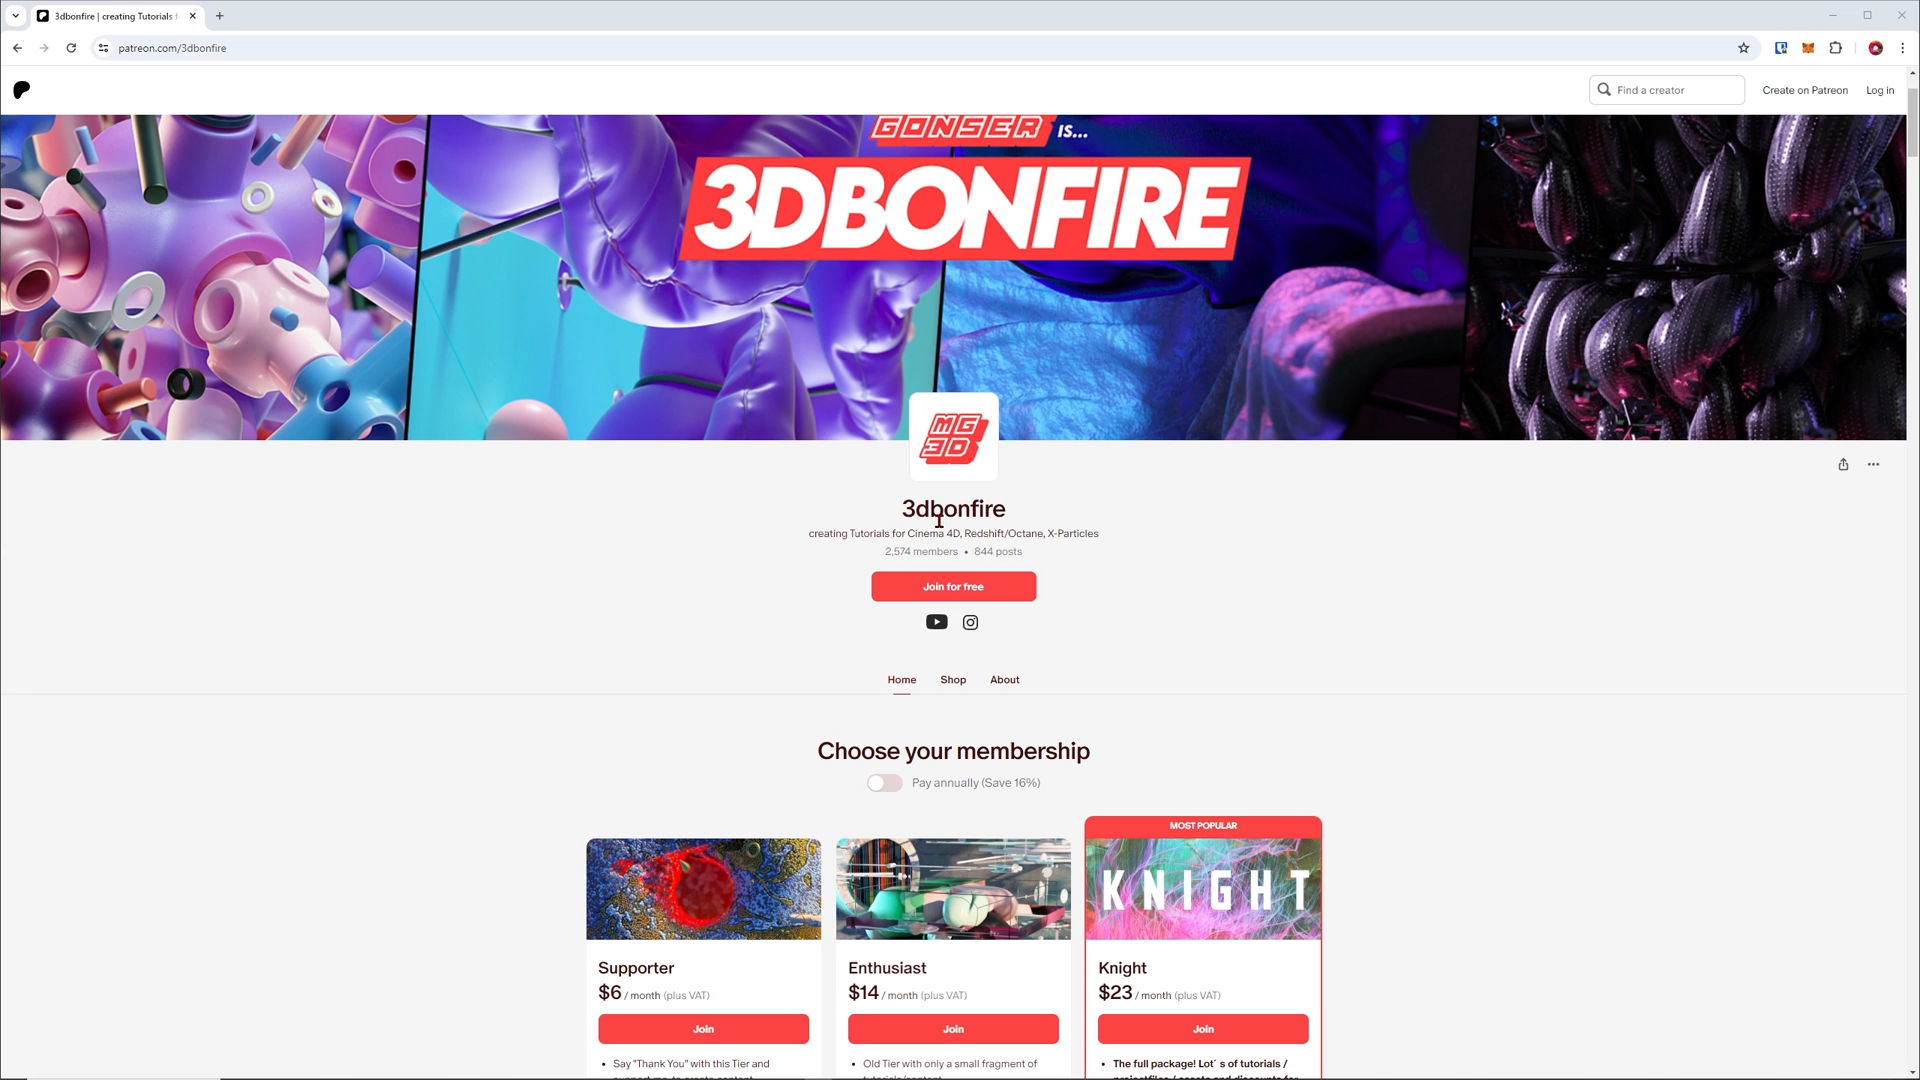 3dbonfire | creating Tutorials f
patreon.com/3dbonfire
Find a creator
Create on Patreon
Log in
GONSER IS...
3DBONFIRE
MG
3D
3dbonfire
creating Tutorials for Cinema 4D, Redshift/Octane, X-Particles
2,574 members • 844 posts
Join for free
Home
Shop
About
Choose your membership
Pay annually (Save 16%)
MOST POPULAR
KNIGHT
Supporter
$6 / month (plus VAT)
Join
• Say "Thank You" with this Tier and
Enthusiast
$14 / month (plus VAT)
Join
• Old Tier with only a small fragment of
Knight
$23 / month (plus VAT)
Join
• The full package! Lot´ s of tutorials /